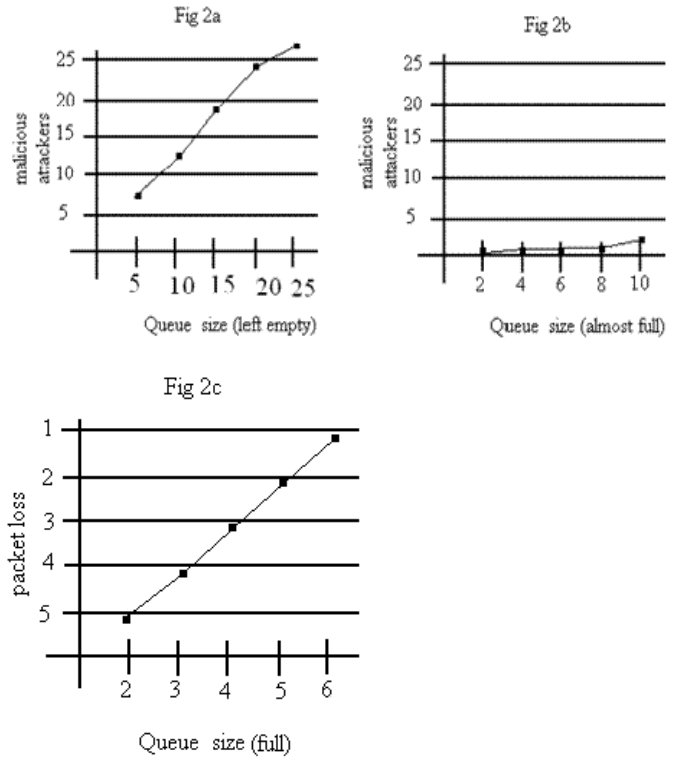 Fig 2a
25
20
15
10
5
malicious
attackers
5 10 15 20 25
Queue size (left empty)
Fig 2b
25
20
15
10
5
malicious
attackers
2 4 6 8 10
Queue size (almost full)
Fig 2c
1
2
3
4
5
packet loss
2 3 4 5 6
Queue size (full)